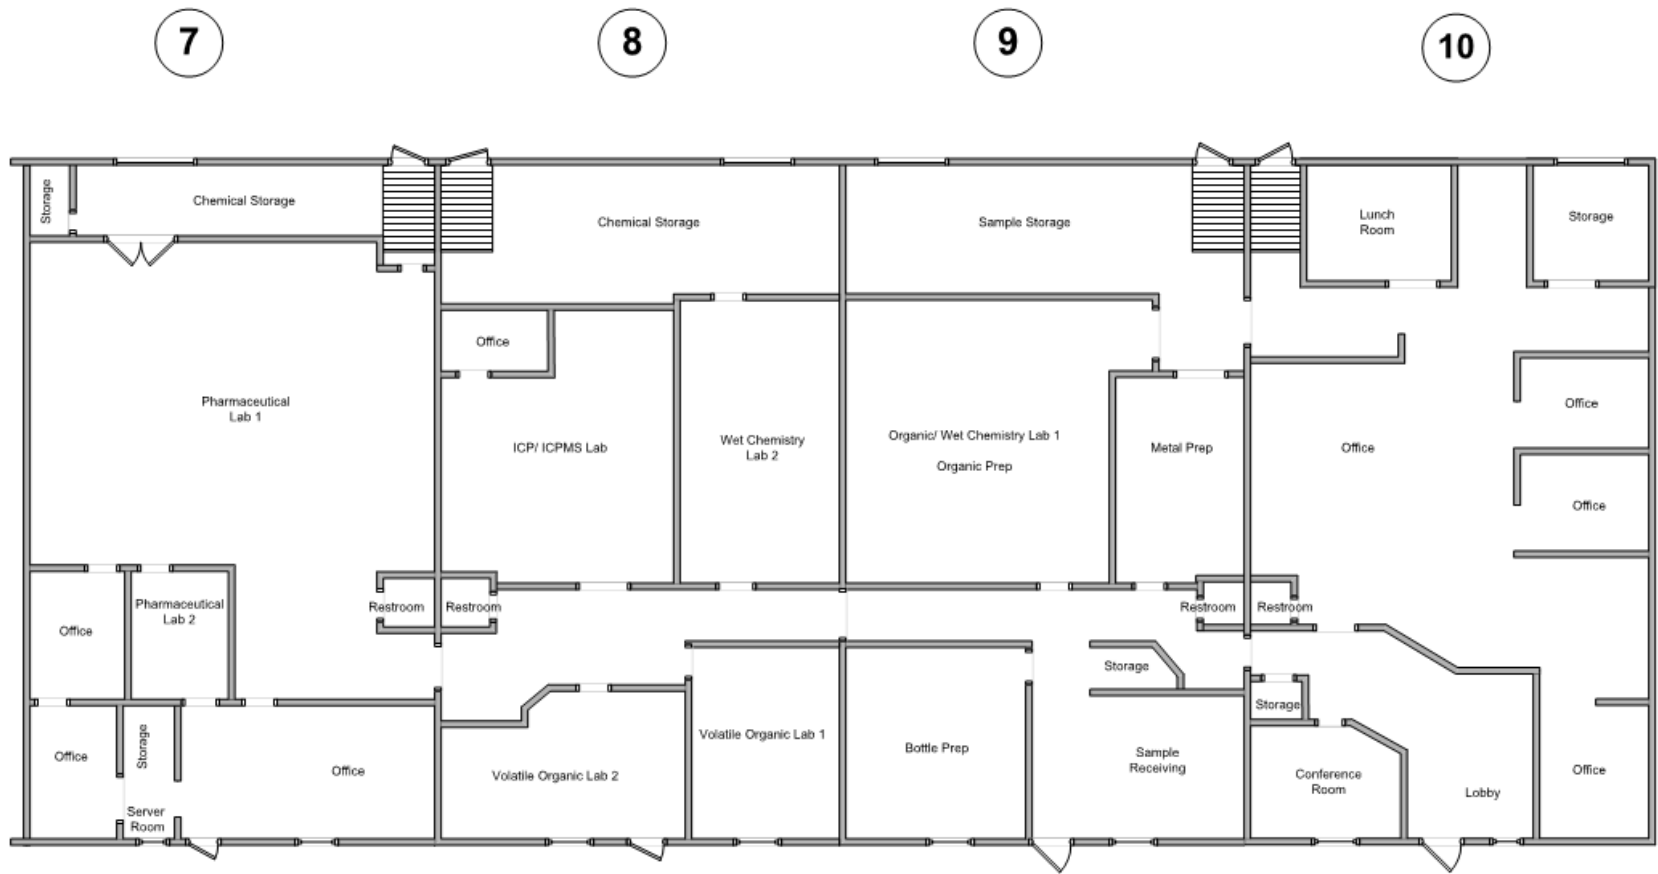 7
8
9
10
Storage
Chemical Storage
Chemical Storage
Sample Storage
Lunch
Room
Storage
Office
Pharmaceutical
Lab 1
ICP/ ICPMS Lab
Wet Chemistry
Lab 2
Organic/ Wet Chemistry Lab 1
Organic Prep
Metal Prep
Office
Office
Office
Office
Pharmaceutical
Lab 2
Restroom
Restroom
Restroom
Restroom
Storage
Storage
Office
Storage
Server
Room
Office
Volatile Organic Lab 2
Volatile Organic Lab 1
Bottle Prep
Sample
Receiving
Conference
Room
Lobby
Office